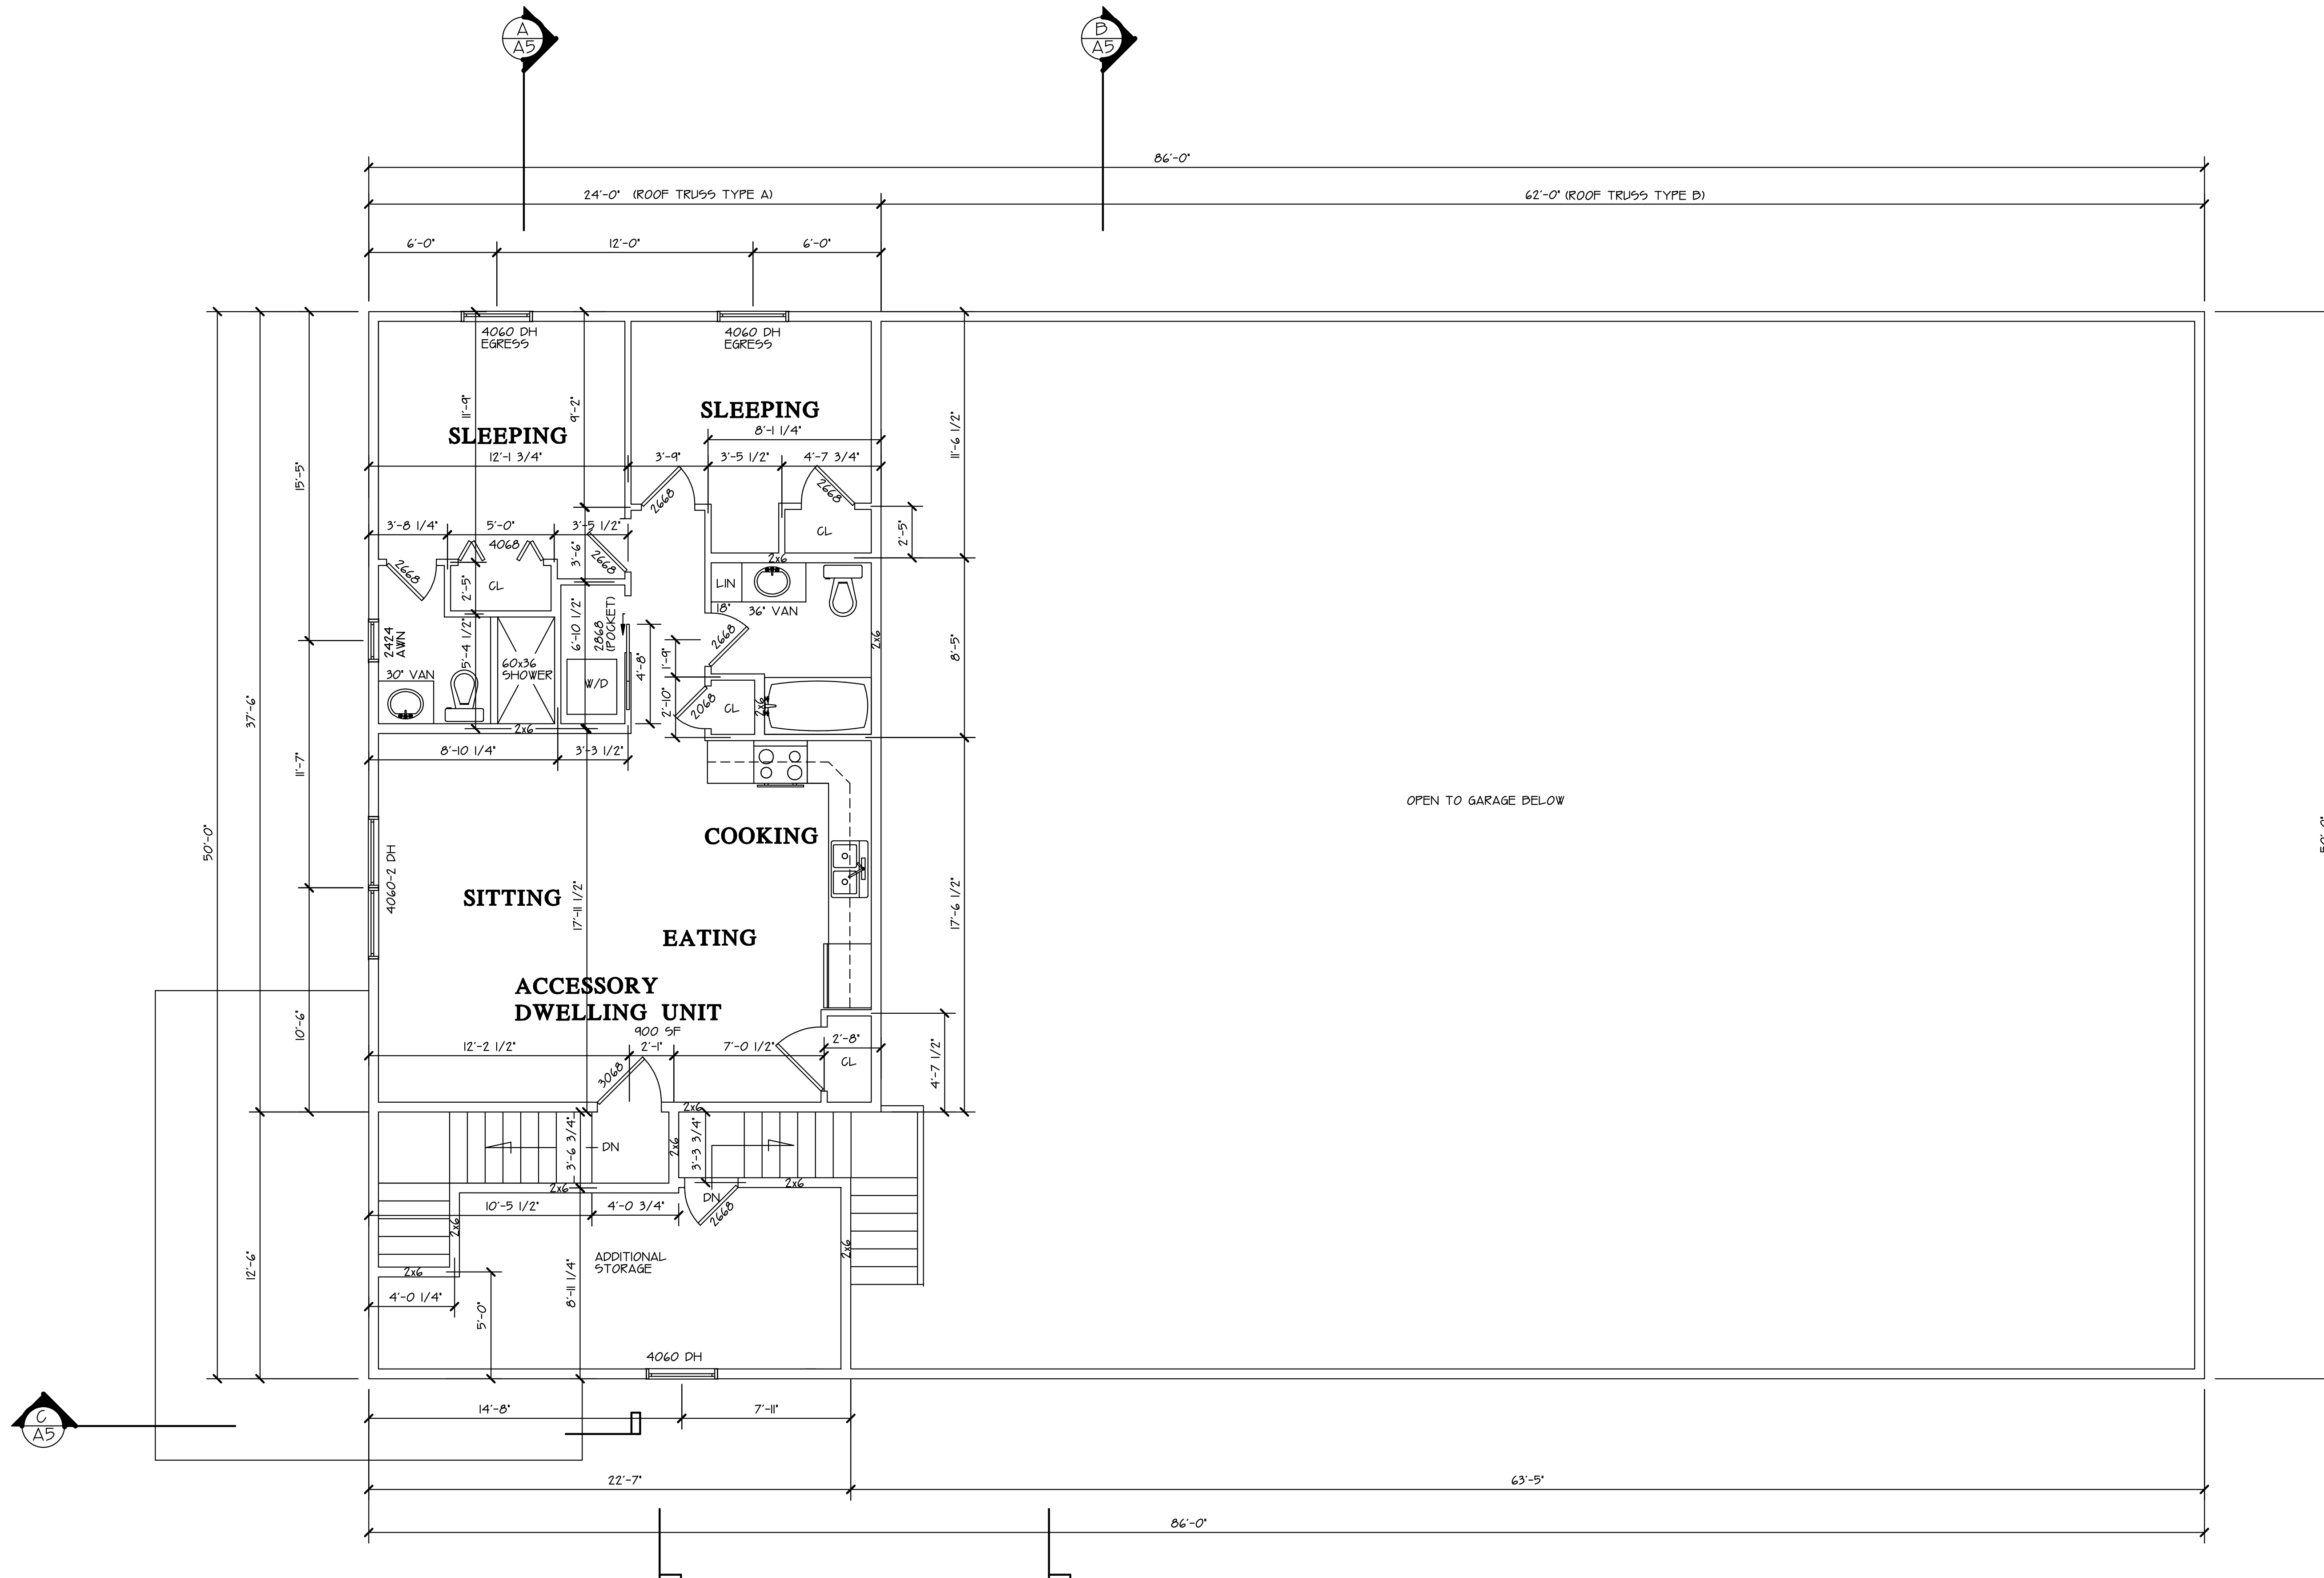 A
A5
B
A5
86'-0"
24'-0" (ROOF TRUSS TYPE A)
62'-0" (ROOF TRUSS TYPE B)
6'-0"
12'-0"
6'-0"
4060 DH
EGRESS
4060 DH
EGRESS
11'-9"
9'-2"
SLEEPING
SLEEPING
8'-1 1/4"
11'-6 1/2"
15'-5"
12'-1 3/4"
3'-9"
3'-5 1/2"
4'-7 3/4"
2668
2668
3'-8 1/4"
5'-0"
3'-5 1/2"
4068
3'-6"
2668
2668
CL
CL
2'-5"
2'-5"
2x6
LIN
18"
36" VAN
2424
AWN
5'-4 1/2"
6'-10 1/2"
2868
(POCKET)
2668
2x6
8'-5"
60x36
SHOWER
30" VAN
W/D
4'-8"
1'-9"
2'-10"
2068
CL
2x6
2x6
37'-6"
8'-10 1/4"
3'-3 1/2"
11'-7"
50'-0"
OPEN TO GARAGE BELOW
50'-0"
COOKING
4060-2 DH
SITTING
17'-11 1/2"
17'-6 1/2"
EATING
ACCESSORY
DWELLING UNIT
900 SF
10'-6"
12'-2 1/2"
2'-1"
7'-0 1/2"
2'-8"
3068
CL
4'-7 1/2"
2x6
3'-6 3/4"
DN
2x6
3'-3 3/4"
2x6
2x6
DN
2668
10'-5 1/2"
4'-0 3/4"
2x6
2x6
ADDITIONAL
STORAGE
12'-6"
2x6
8'-11 1/4"
4'-0 1/4"
5'-0"
4060 DH
C
A5
14'-8"
7'-11"
22'-7"
63'-5"
86'-0"